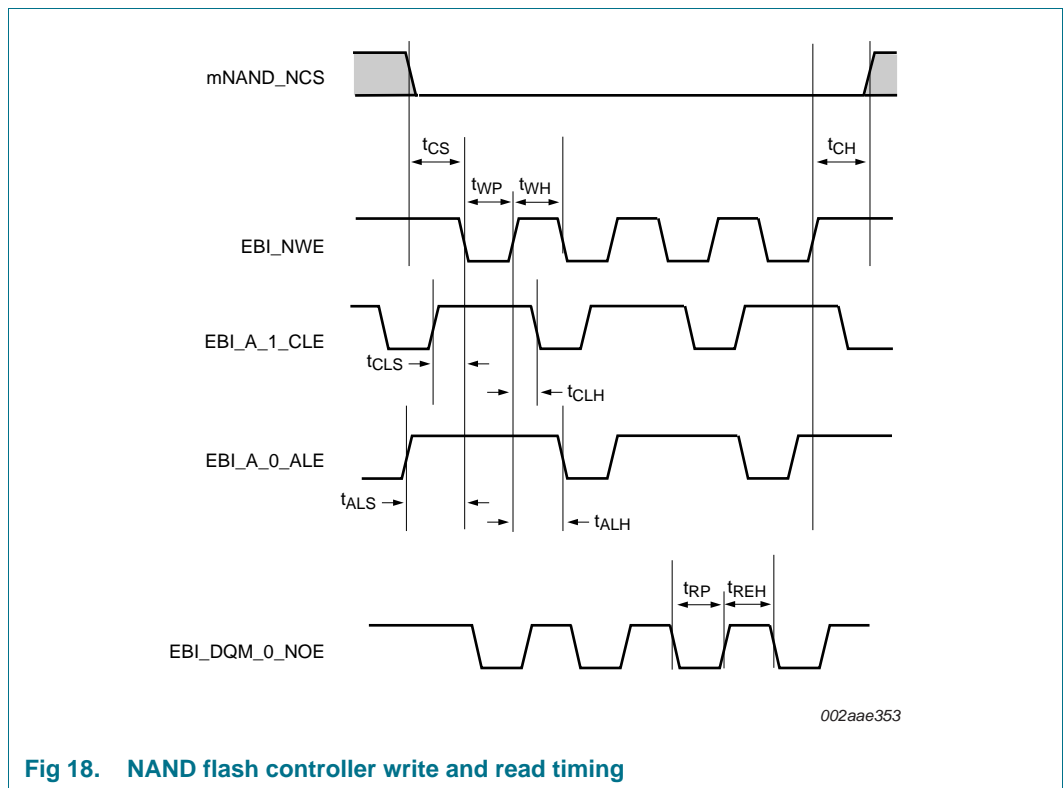 mNAND_NCS
tCS
tCH
tWP
tWH
EBI_NWE
EBI_A_1_CLE
tCLS
tCLH
EBI_A_0_ALE
tALS
tALH
tRP
tREH
EBI_DQM_0_NOE
002aae353
Fig 18. NAND flash controller write and read timing